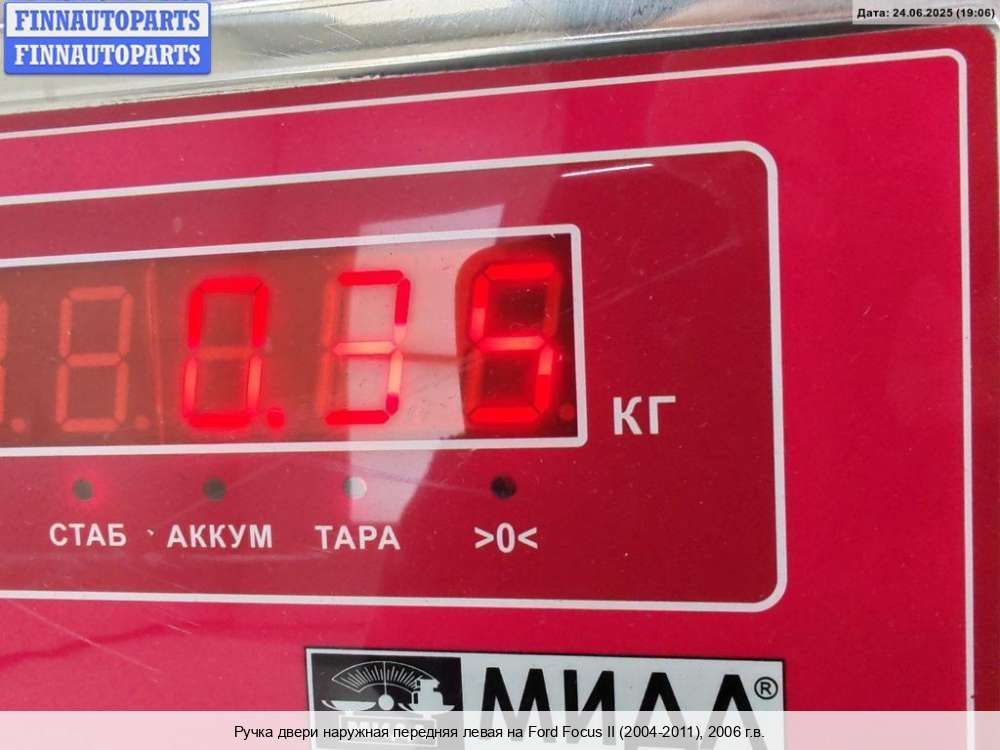 FINNAUTOPARTS
FINNAUTOPARTS
Дата: 24.06.2025 (19:06)
0.35
КГ
СТАБ АККУМ ТАРА >0<
МИДЛ®
Ручка двери наружная передняя левая на Ford Focus II (2004-2011), 2006 г.в.